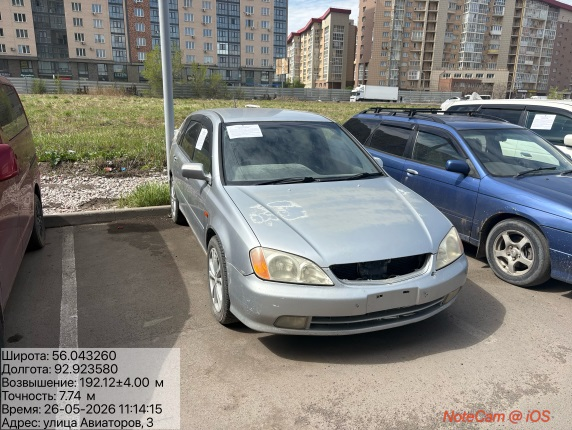 Широта: 56.043260
Долгота: 92.923580
Возвышение: 192.12±4.00 м
Точность: 7.74 м
Время: 26-05-2026 11:14:15
Адрес: улица Авиаторов, 3
NoteCam @ iOS